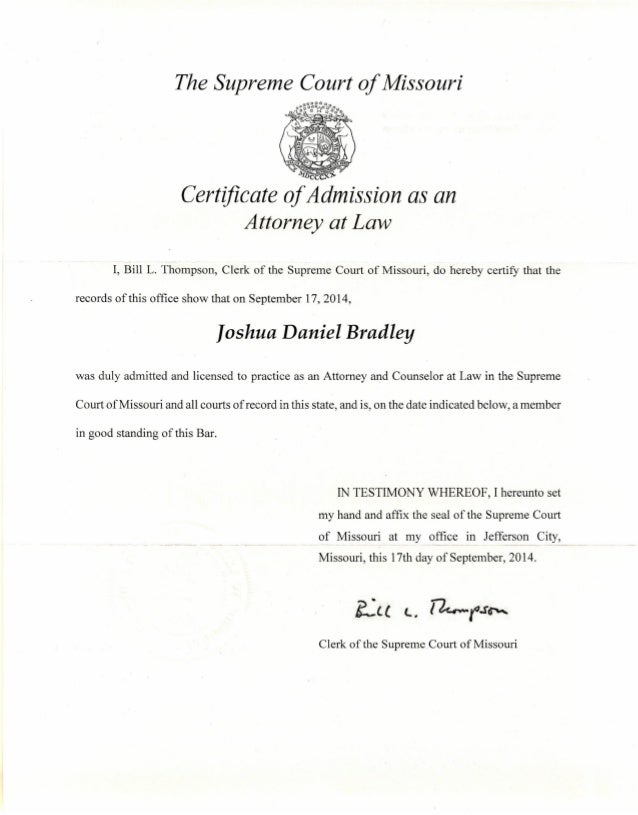 The Supreme Court of Missouri
MDCCCXX
Certificate of Admission as an
Attorney at Law
I, Bill L. Thompson, Clerk of the Supreme Court of Missouri, do hereby certify that the
records of this office show that on September 17, 2014,
Joshua Daniel Bradley
was duly admitted and licensed to practice as an Attorney and Counselor at Law in the Supreme
Court of Missouri and all courts of record in this state, and is, on the date indicated below, a member
in good standing of this Bar.
IN TESTIMONY WHEREOF, I hereunto set
my hand and affix the seal of the Supreme Court
of Missouri at my office in Jefferson City,
Missouri, this 17th day of September, 2014.
Bill L. Thompson
Clerk of the Supreme Court of Missouri